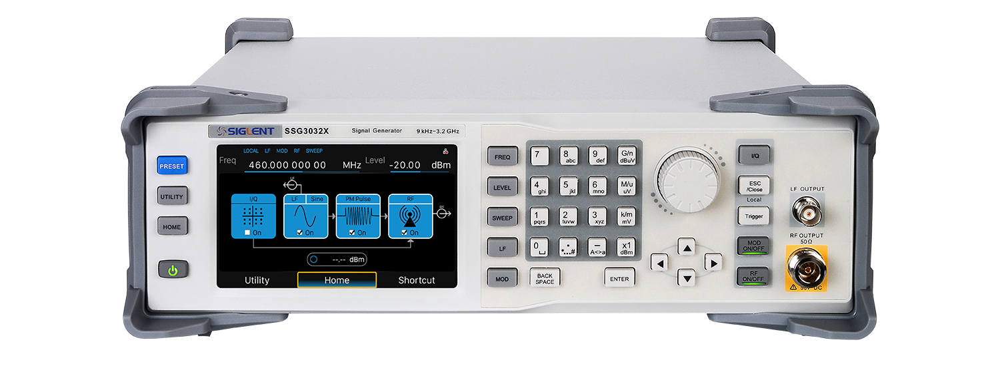 SIGLENT SSG3032X Signal Generator 9 kHz-3.2 GHz
LOCAL LF MOD RF SWEEP
Freq 460.000 000 00 MHz Level -20.00 dBm
LF
I/Q LF Sine PM Pulse RF
RF
On On On On
--.-- dBm
Utility Home Shortcut
PRESET
UTILITY
HOME
FREQ
LEVEL
SWEEP
LF
MOD
7 8 abc 9 def G/n dBuV
4 ghi 5 jkl 6 mno M/u uV
1 pqrs 2 tuvw 3 xyz k/m mV
0 . *...# − A<>a x1 dBm
BACK
SPACE
ENTER
I/Q
ESC
/Close
Local
Trigger
MOD
ON/OFF
RF
ON/OFF
LF OUTPUT
RF OUTPUT
50 Ω
DC